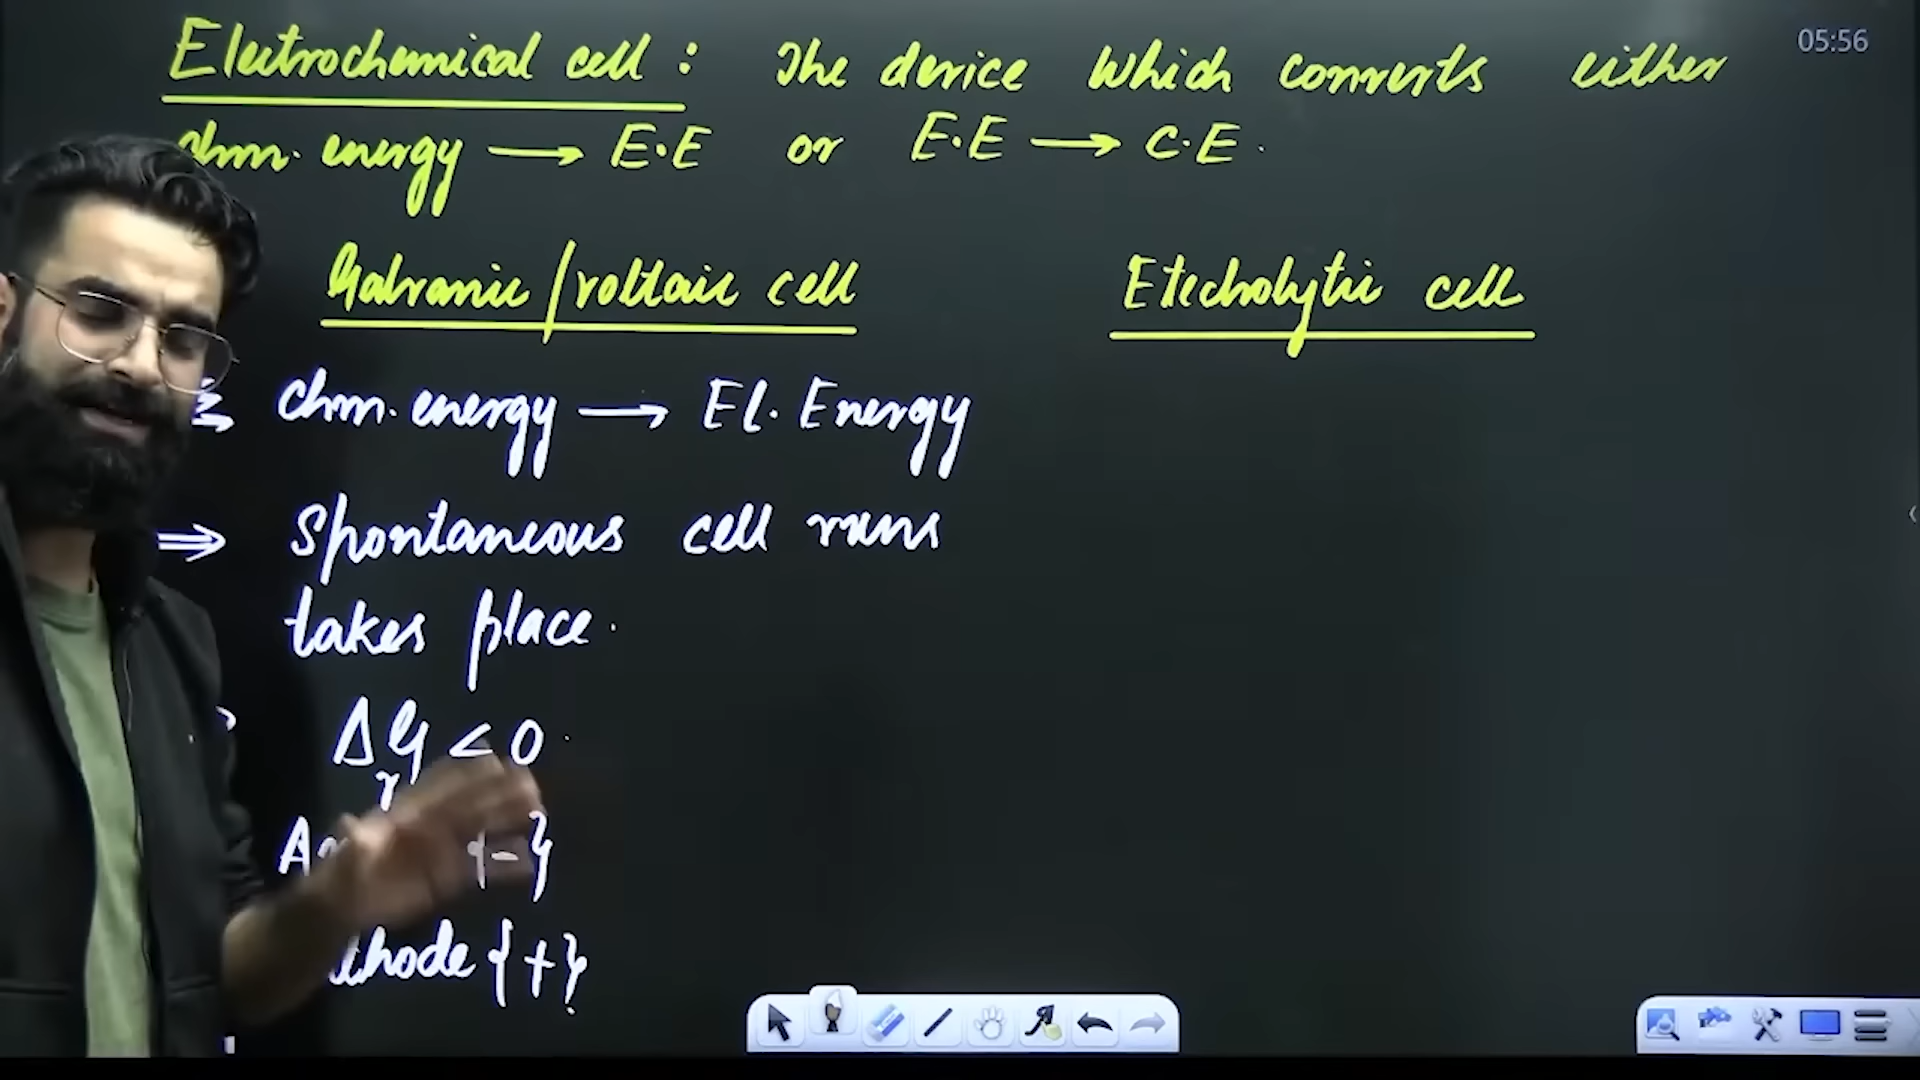 Electrochemical cell : The device which converts either
05:56
chm. energy → E.E or E.E → C.E.
Galvanic / voltaic cell
Electrolytic cell
chm. energy → El. Energy
⇒ Spontaneous cell rxns
takes place.
ΔrG < 0.
{-}
{+}